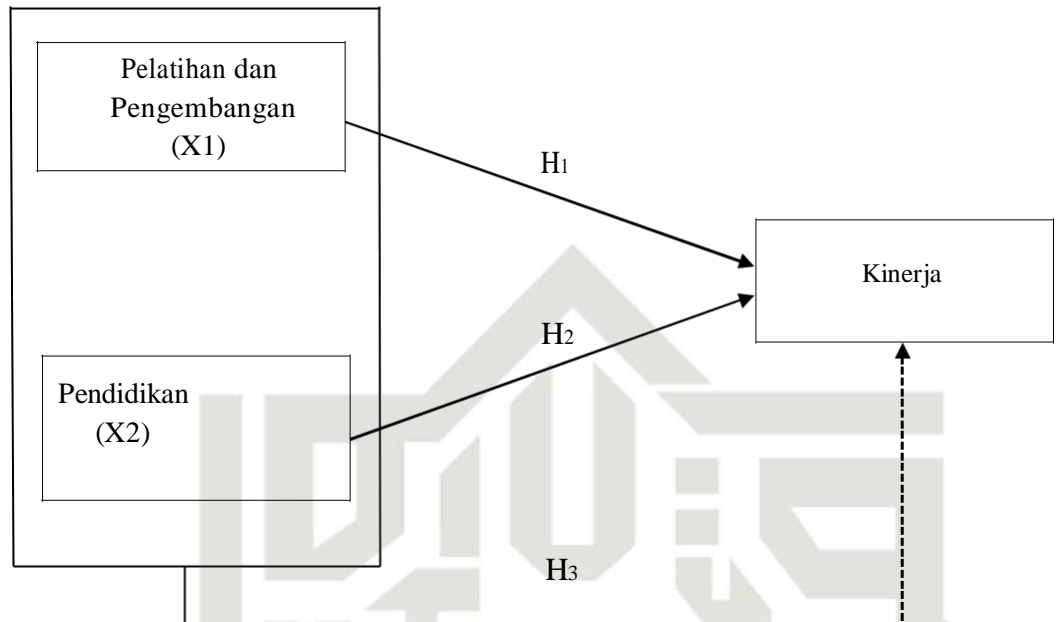 Pelatihan dan
Pengembangan
(X1)
H1
Kinerja
H2
Pendidikan
(X2)
H3